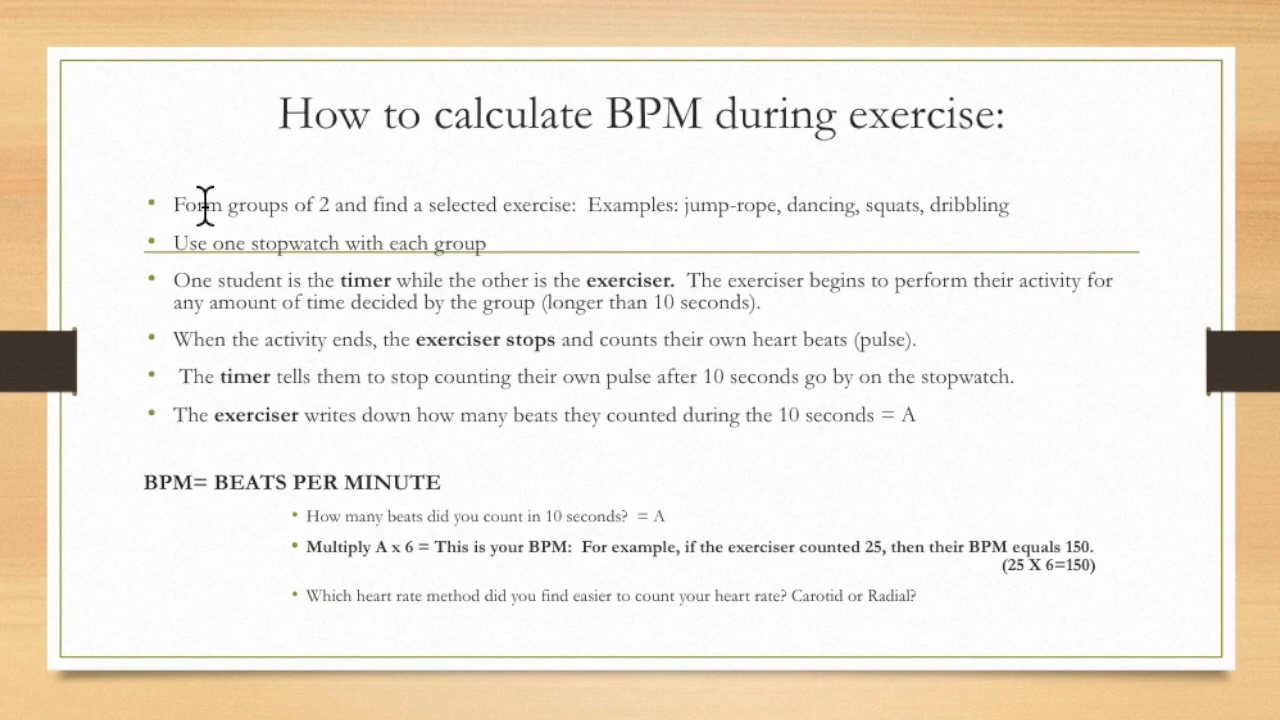 How to calculate BPM during exercise:
• Form groups of 2 and find a selected exercise:  Examples: jump-rope, dancing, squats, dribbling
• Use one stopwatch with each group
• One student is the timer while the other is the exerciser.  The exerciser begins to perform their activity for
any amount of time decided by the group (longer than 10 seconds).
• When the activity ends, the exerciser stops and counts their own heart beats (pulse).
• The timer tells them to stop counting their own pulse after 10 seconds go by on the stopwatch.
• The exerciser writes down how many beats they counted during the 10 seconds = A
BPM= BEATS PER MINUTE
• How many beats did you count in 10 seconds?  = A
• Multiply A x 6 = This is your BPM:  For example, if the exerciser counted 25, then their BPM equals 150.
(25 X 6=150)
• Which heart rate method did you find easier to count your heart rate? Carotid or Radial?